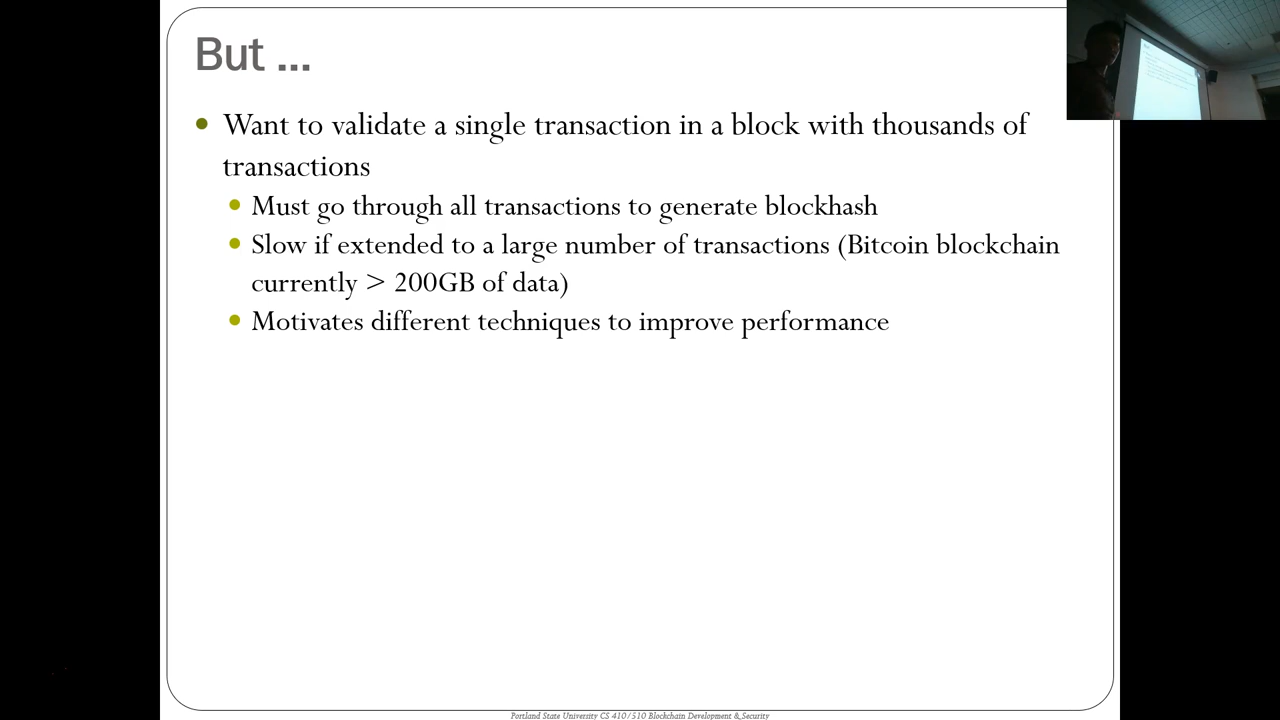 But ...
Want to validate a single transaction in a block with thousands of
transactions
Must go through all transactions to generate blockhash
Slow if extended to a large number of transactions (Bitcoin blockchain
currently > 200GB of data)
Motivates different techniques to improve performance
Portland State University CS 410/510 Blockchain Development & Security